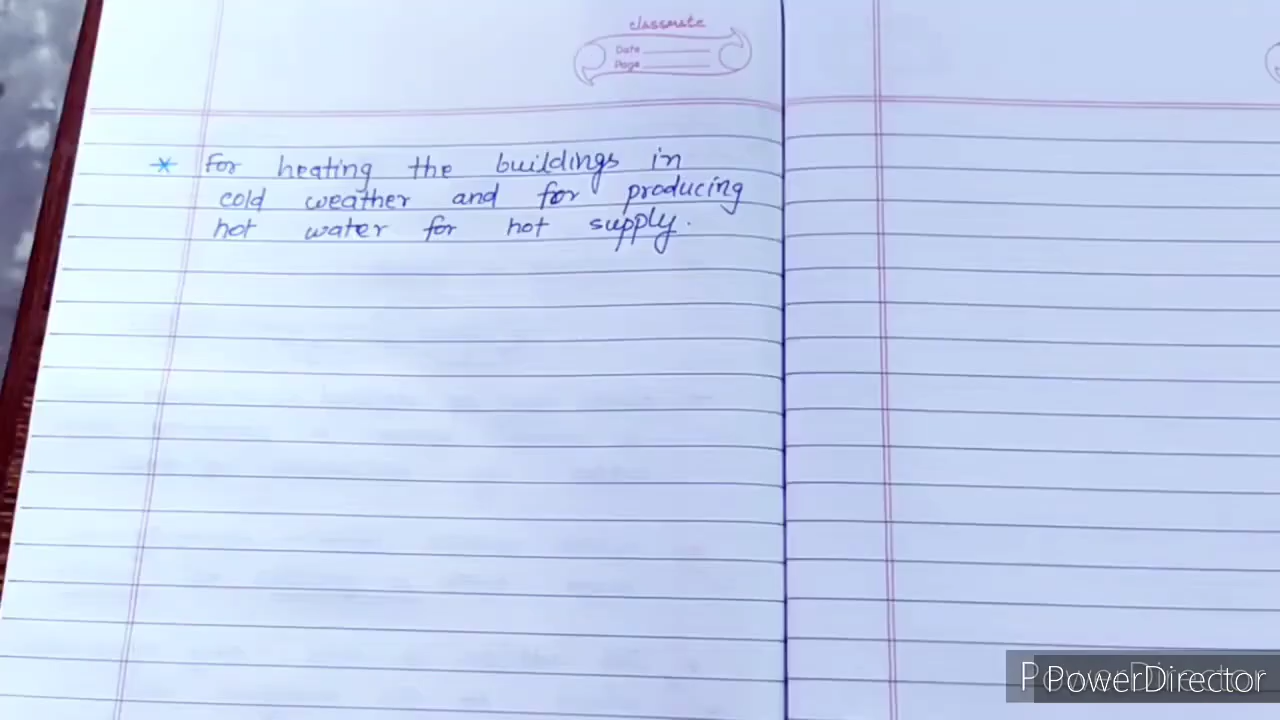 classmate
Date
Page
* for heating the buildings in
cold weather and for producing
hot water for hot supply.
PowerDirector